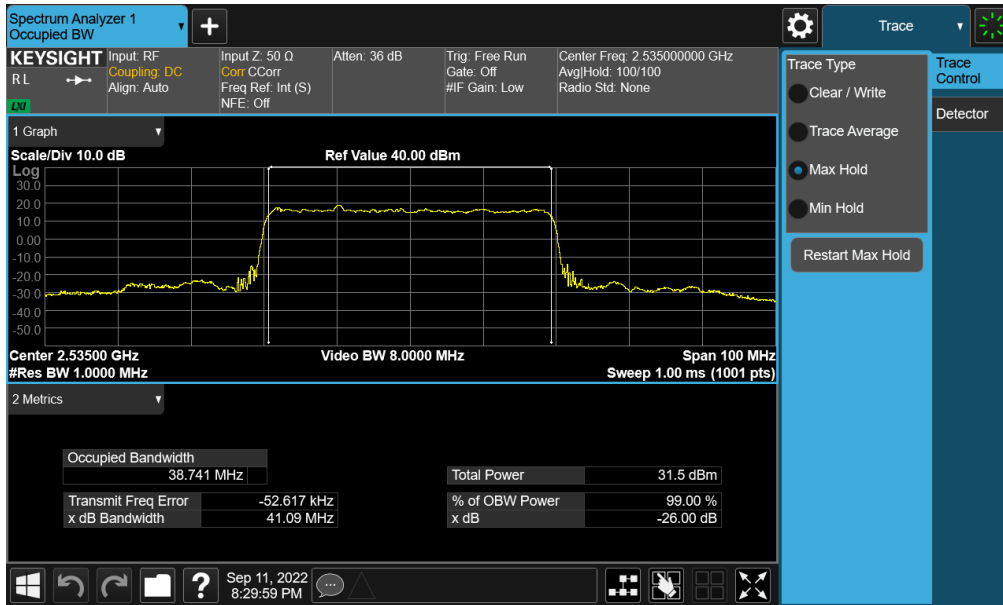 Spectrum Analyzer 1
Occupied BW
Trace
KEYSIGHT
R L
LXI
Input: RF
Coupling: DC
Align: Auto
Input Z: 50 Ω
Corr CCorr
Freq Ref: Int (S)
NFE: Off
Atten: 36 dB
Trig: Free Run
Gate: Off
#IF Gain: Low
Center Freq: 2.535000000 GHz
Avg|Hold: 100/100
Radio Std: None
Trace Type
Clear / Write
Trace Average
Max Hold
Min Hold
Restart Max Hold
Trace
Control
Detector
1 Graph
Scale/Div 10.0 dB
Ref Value 40.00 dBm
Log
30.0
20.0
10.0
0.00
-10.0
-20.0
-30.0
-40.0
-50.0
Center 2.53500 GHz
Video BW 8.0000 MHz
Span 100 MHz
#Res BW 1.0000 MHz
Sweep 1.00 ms (1001 pts)
2 Metrics
Occupied Bandwidth
38.741 MHz
Total Power 31.5 dBm
Transmit Freq Error -52.617 kHz
% of OBW Power 99.00 %
x dB Bandwidth 41.09 MHz
x dB -26.00 dB
?
Sep 11, 2022
8:29:59 PM